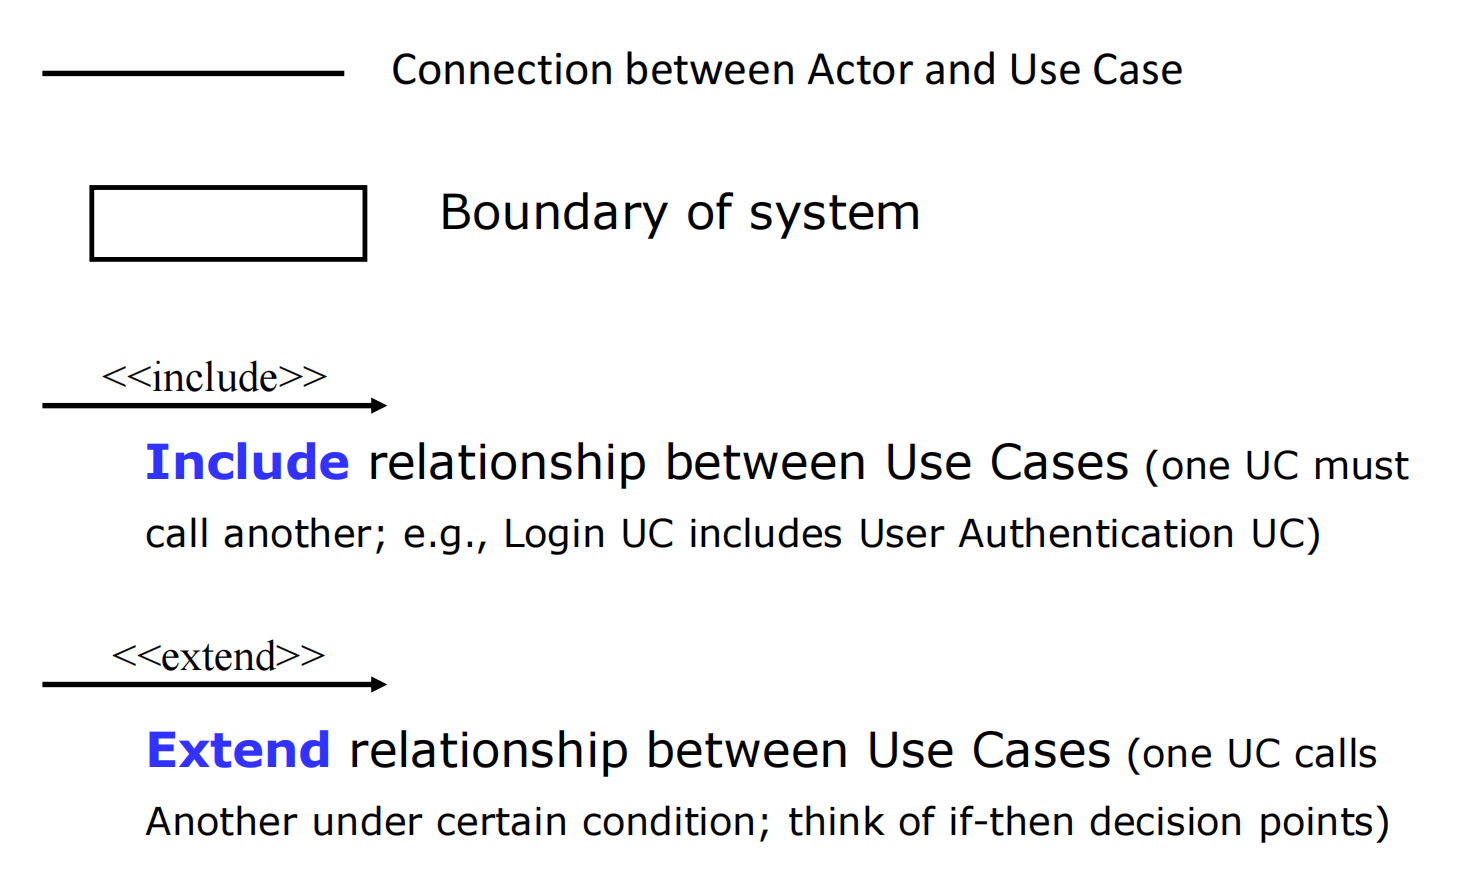 Connection between Actor and Use Case
Boundary of system
<<include>>
Include relationship between Use Cases (one UC must
call another; e.g., Login UC includes User Authentication UC)
<<extend>>
Extend relationship between Use Cases (one UC calls
Another under certain condition; think of if-then decision points)